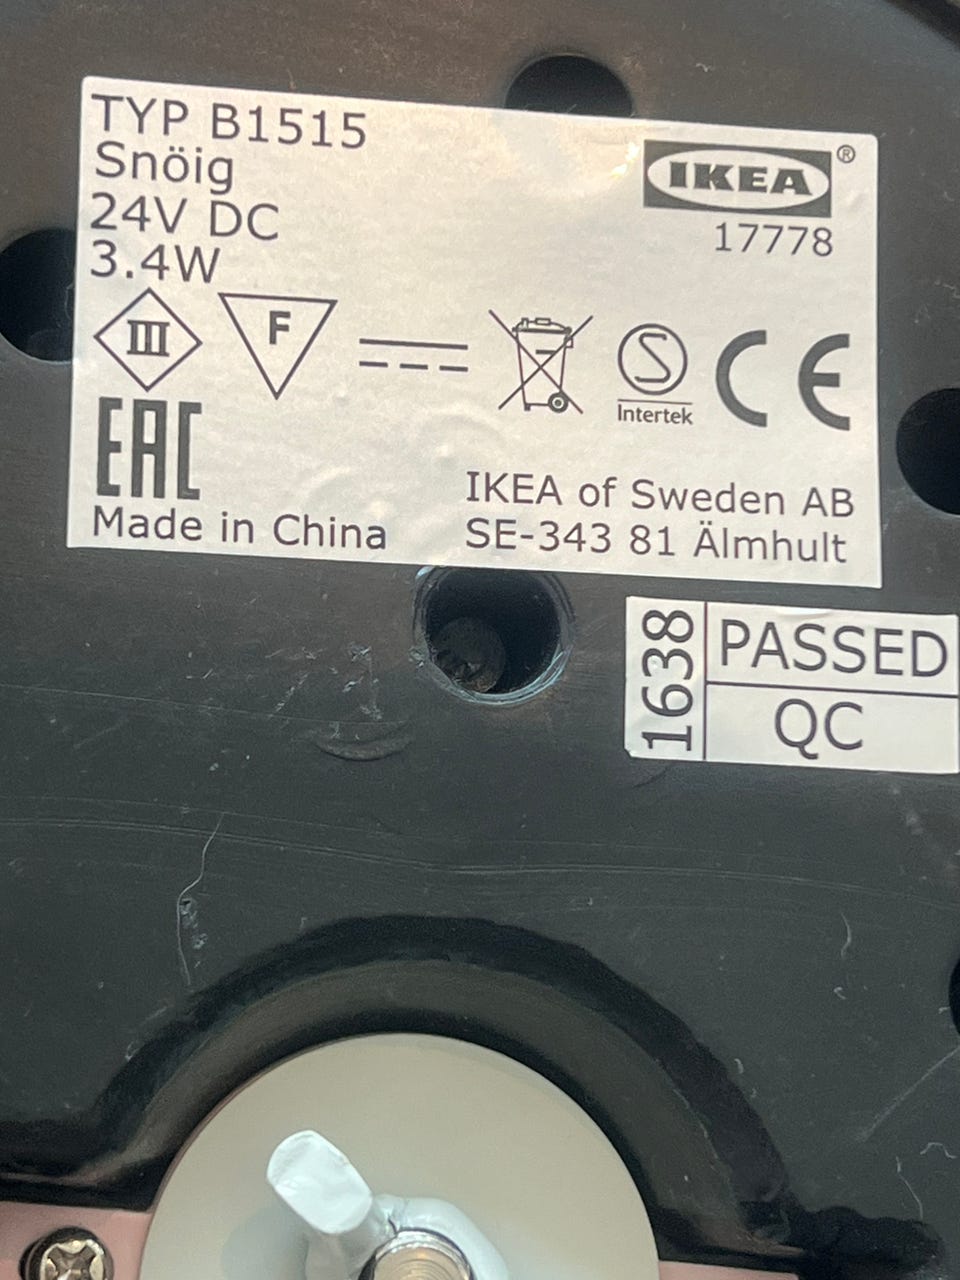 TYP B1515
Snöig
24V DC
3.4W
IKEA ®
17778
III
F
S
Intertek
CE
EAC
Made in China
IKEA of Sweden AB
SE-343 81 Älmhult
1638
PASSED
QC